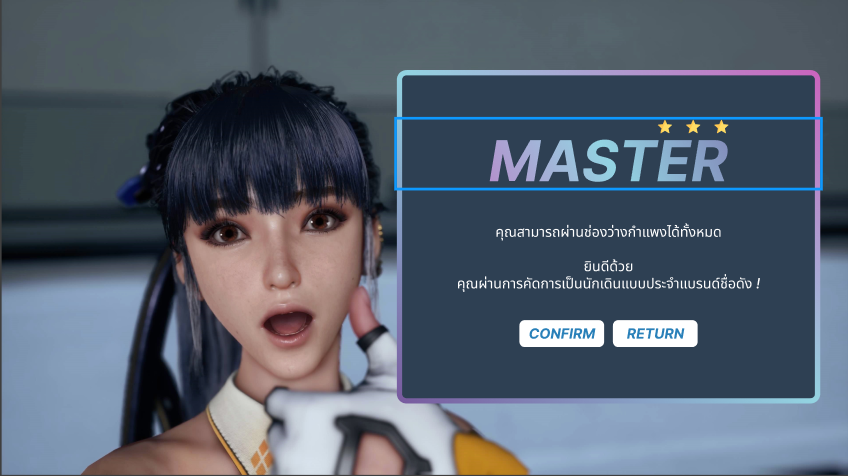 MASTER
คุณสามารถผ่านช่องว่างกำแพงได้ทั้งหมด
ยินดีด้วย
คุณผ่านการคัดการเป็นนักเดินแบบประจำแบรนด์ชื่อดัง !
CONFIRM RETURN